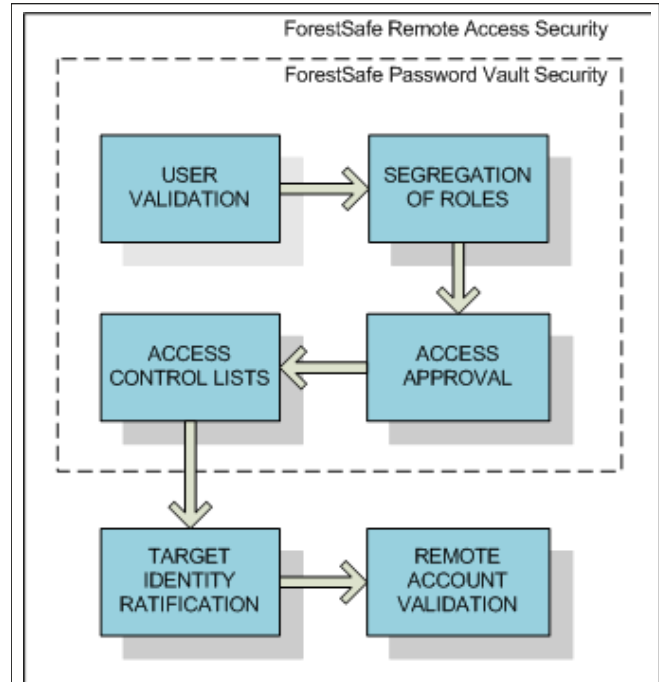 ForestSafe Remote Access Security
ForestSafe Password Vault Security
USER
VALIDATION
SEGREGATION
OF ROLES
ACCESS
CONTROL LISTS
ACCESS
APPROVAL
TARGET
IDENTITY
RATIFICATION
REMOTE
ACCOUNT
VALIDATION